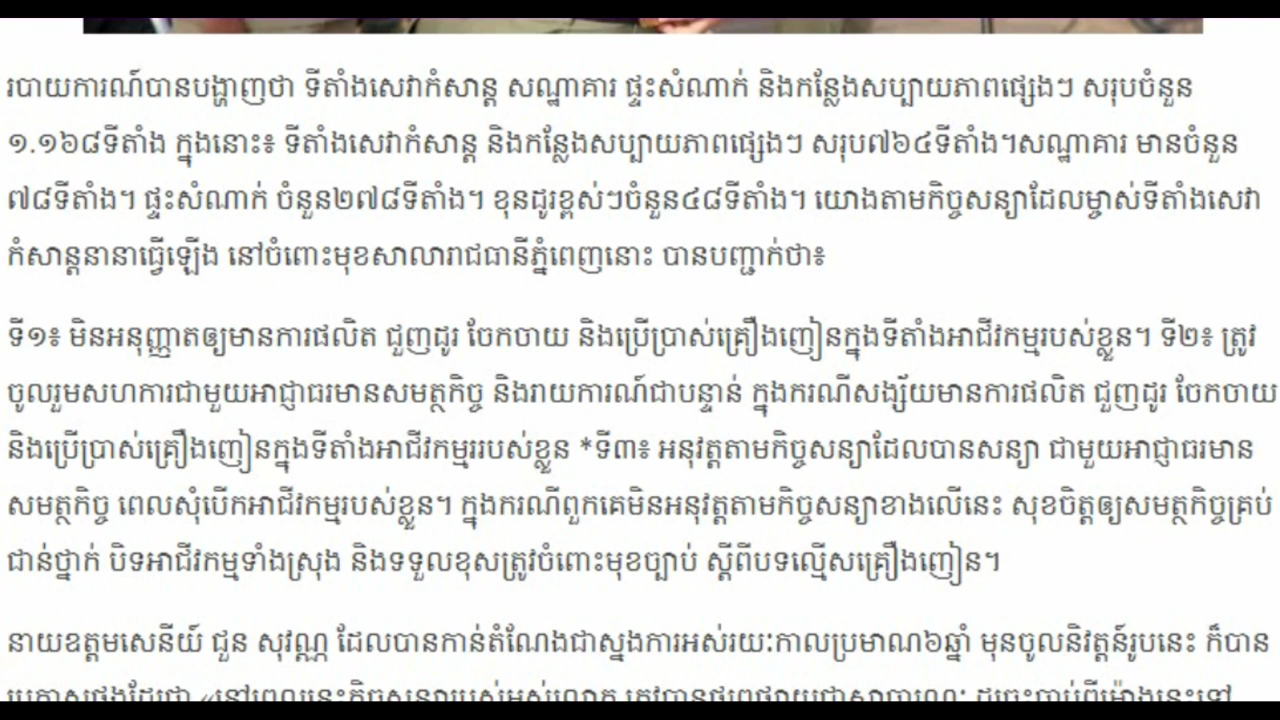 របាយការណ៍បានបង្ហាញថា ទីតាំងសេវាកំសាន្ត សណ្ឋាគារ ផ្ទះសំណាក់ និងកន្លែងសប្បាយភាពផ្សេងៗ សរុបចំនួន
១.១៦៨ទីតាំង ក្នុងនោះ៖ ទីតាំងសេវាកំសាន្ត និងកន្លែងសប្បាយភាពផ្សេងៗ សរុប៧៦៤ទីតាំង។សណ្ឋាគារ មានចំនួន
៧៨ទីតាំង។ ផ្ទះសំណាក់ ចំនួន២៧៨ទីតាំង។ ខុនដូរខ្ពស់ៗចំនួន៤៨ទីតាំង។ យោងតាមកិច្ចសន្យាដែលម្ចាស់ទីតាំងសេវា
កំសាន្តនានាធ្វើឡើង នៅចំពោះមុខសាលារាជធានីភ្នំពេញនោះ បានបញ្ជាក់ថា៖
ទី១៖ មិនអនុញ្ញាតឲ្យមានការផលិត ជួញដូរ ចែកចាយ និងប្រើប្រាស់គ្រឿងញៀនក្នុងទីតាំងអាជីវកម្មរបស់ខ្លួន។ ទី២៖ ត្រូវ
ចូលរួមសហការជាមួយអាជ្ញាធរមានសមត្ថកិច្ច និងរាយការណ៍ជាបន្ទាន់ ក្នុងករណីសង្ស័យមានការផលិត ជួញដូរ ចែកចាយ
និងប្រើប្រាស់គ្រឿងញៀនក្នុងទីតាំងអាជីវកម្មររបស់ខ្លួន *ទី៣៖ អនុវត្តតាមកិច្ចសន្យាដែលបានសន្យា ជាមួយអាជ្ញាធរមាន
សមត្ថកិច្ច ពេលសុំបើកអាជីវកម្មរបស់ខ្លួន។ ក្នុងករណីពួកគេមិនអនុវត្តតាមកិច្ចសន្យាខាងលើនេះ សុខចិត្តឲ្យសមត្ថកិច្ចគ្រប់
ជាន់ថ្នាក់ បិទអាជីវកម្មទាំងស្រុង និងទទួលខុសត្រូវចំពោះមុខច្បាប់ ស្តីពីបទល្មើសគ្រឿងញៀន។
នាយឧត្តមសេនីយ៍ ជួន សុវណ្ណ ដែលបានកាន់តំណែងជាស្នងការអស់រយៈកាលប្រមាណ៦ឆ្នាំ មុនចូលនិវត្តន៍រូបនេះ ក៏បាន